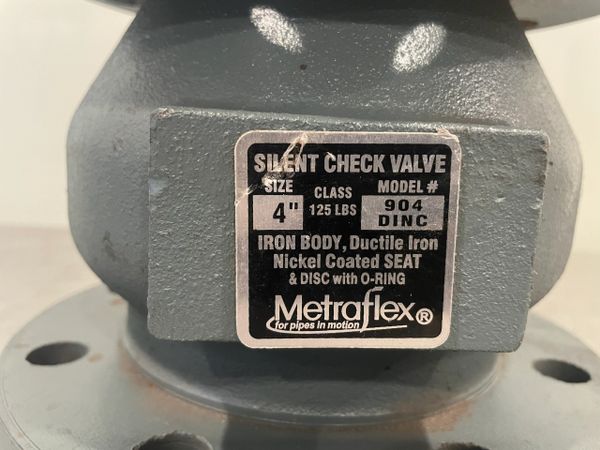 SILENT CHECK VALVE
SIZE CLASS MODEL #
4" 125 LBS 904
DINC
IRON BODY, Ductile Iron
Nickel Coated SEAT
& DISC with O-RING
Metraflex®
for pipes in motion